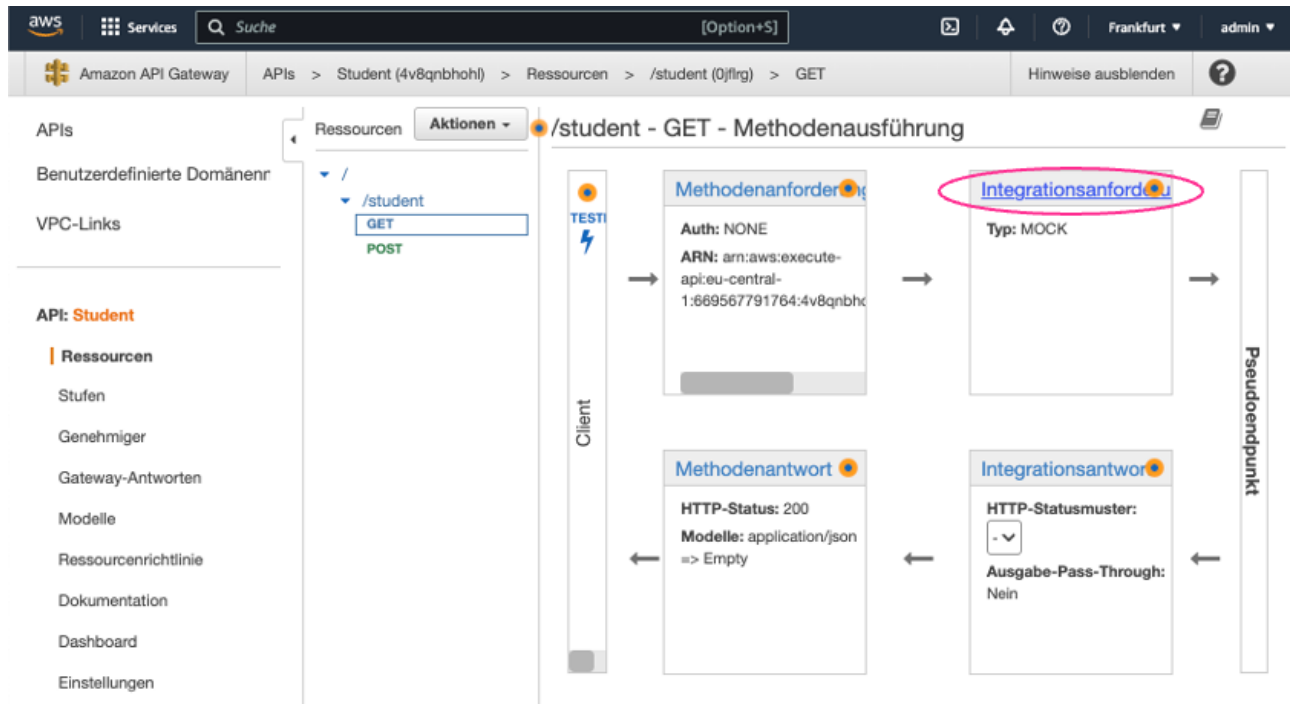 aws
Services
Suche
[Option+S]
Frankfurt
admin
Amazon API Gateway
APIs > Student (4v8qnbhohl) > Ressourcen > /student (0jflrg) > GET
Hinweise ausblenden
APIs
Benutzerdefinierte Domänenr
VPC-Links
API: Student
Ressourcen
Stufen
Genehmiger
Gateway-Antworten
Modelle
Ressourcenrichtlinie
Dokumentation
Dashboard
Einstellungen
Ressourcen
Aktionen
/
/student
GET
POST
/student - GET - Methodenausführung
TESTI
Client
Methodenanforder
Auth: NONE
ARN: arn:aws:execute-
api:eu-central-
1:669567791764:4v8qnbhc
Integrationsanforderu
Typ: MOCK
Methodenantwort
HTTP-Status: 200
Modelle: application/json
=> Empty
Integrationsantwor
HTTP-Statusmuster:
-
Ausgabe-Pass-Through:
Nein
Pseudoendpunkt